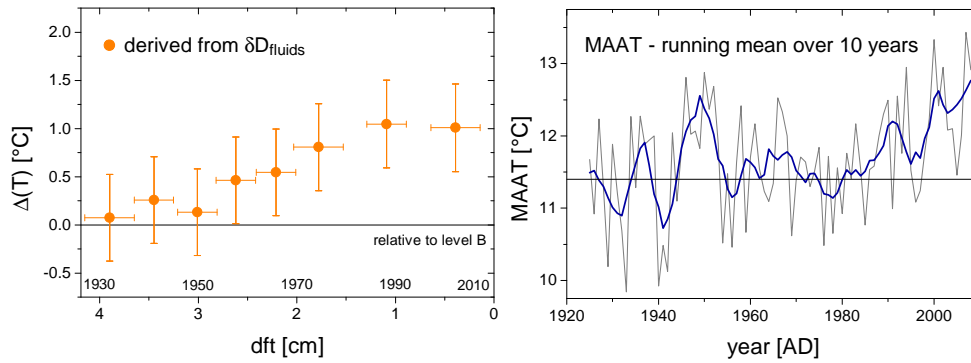 2.0
1.5
1.0
0.5
0.0
-0.5
Δ(T) [°C]
derived from δD_fluids
relative to level B
1930 1950 1970 1990 2010
4 3 2 1 0
dft [cm]
13
12
11
10
MAAT [°C]
MAAT - running mean over 10 years
1920 1940 1960 1980 2000
year [AD]